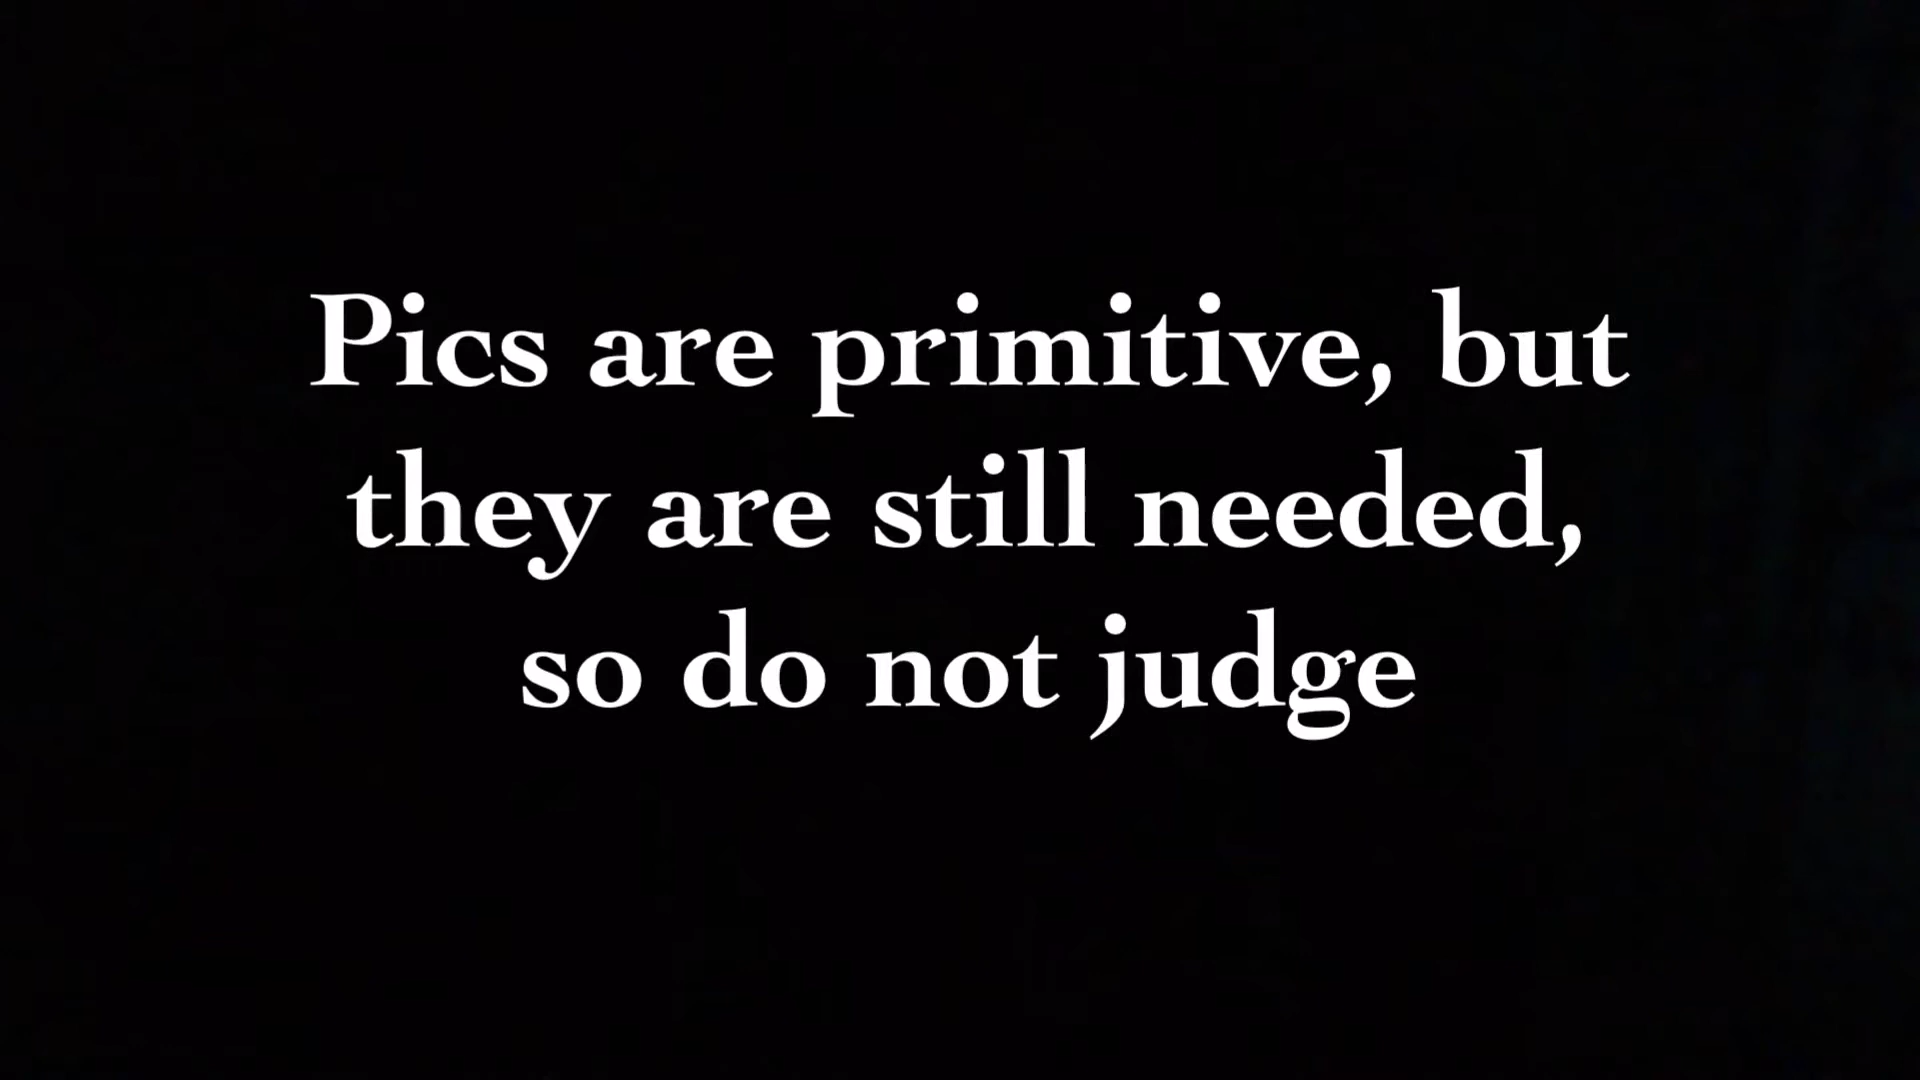 Pics are primitive, but
they are still needed,
so do not judge